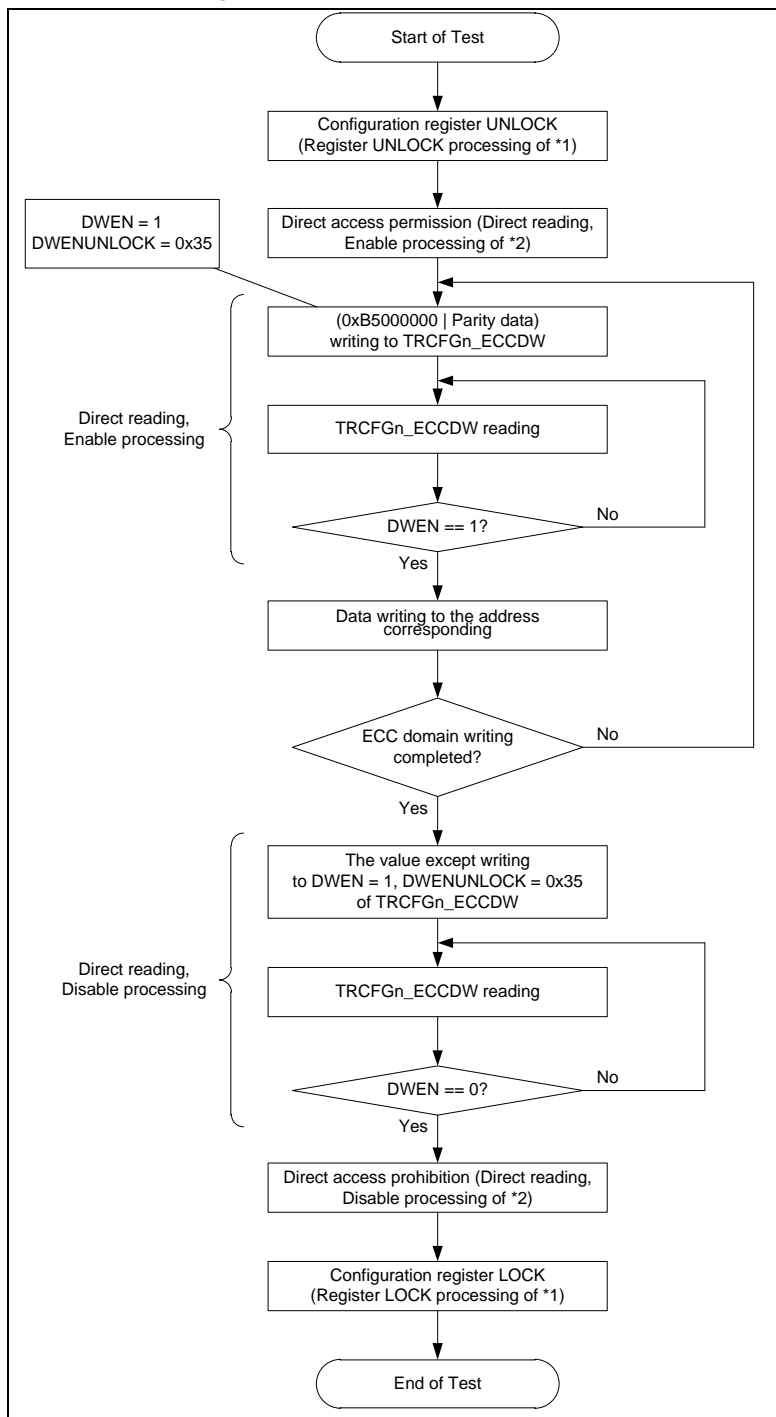 Start of Test
Configuration register UNLOCK
(Register UNLOCK processing of *1)
DWEN = 1
DWENUNLOCK = 0x35
Direct access permission (Direct reading,
Enable processing of *2)
(0xB5000000 | Parity data)
writing to TRCFGn_ECCDW
Direct reading,
Enable processing
TRCFGn_ECCDW reading
DWEN == 1?
No
Yes
Data writing to the address
corresponding
ECC domain writing
completed?
No
Yes
The value except writing
to DWEN = 1, DWENUNLOCK = 0x35
of TRCFGn_ECCDW
Direct reading,
Disable processing
TRCFGn_ECCDW reading
DWEN == 0?
No
Yes
Direct access prohibition (Direct reading,
Disable processing of *2)
Configuration register LOCK
(Register LOCK processing of *1)
End of Test